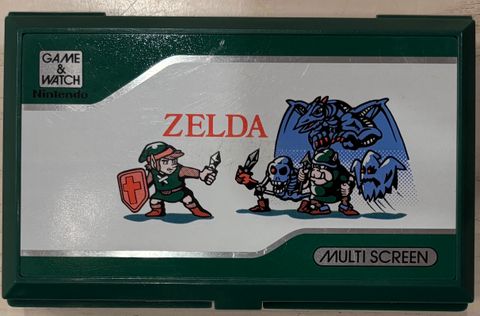 GAME
&
WATCH
Nintendo
ZELDA
MULTI SCREEN